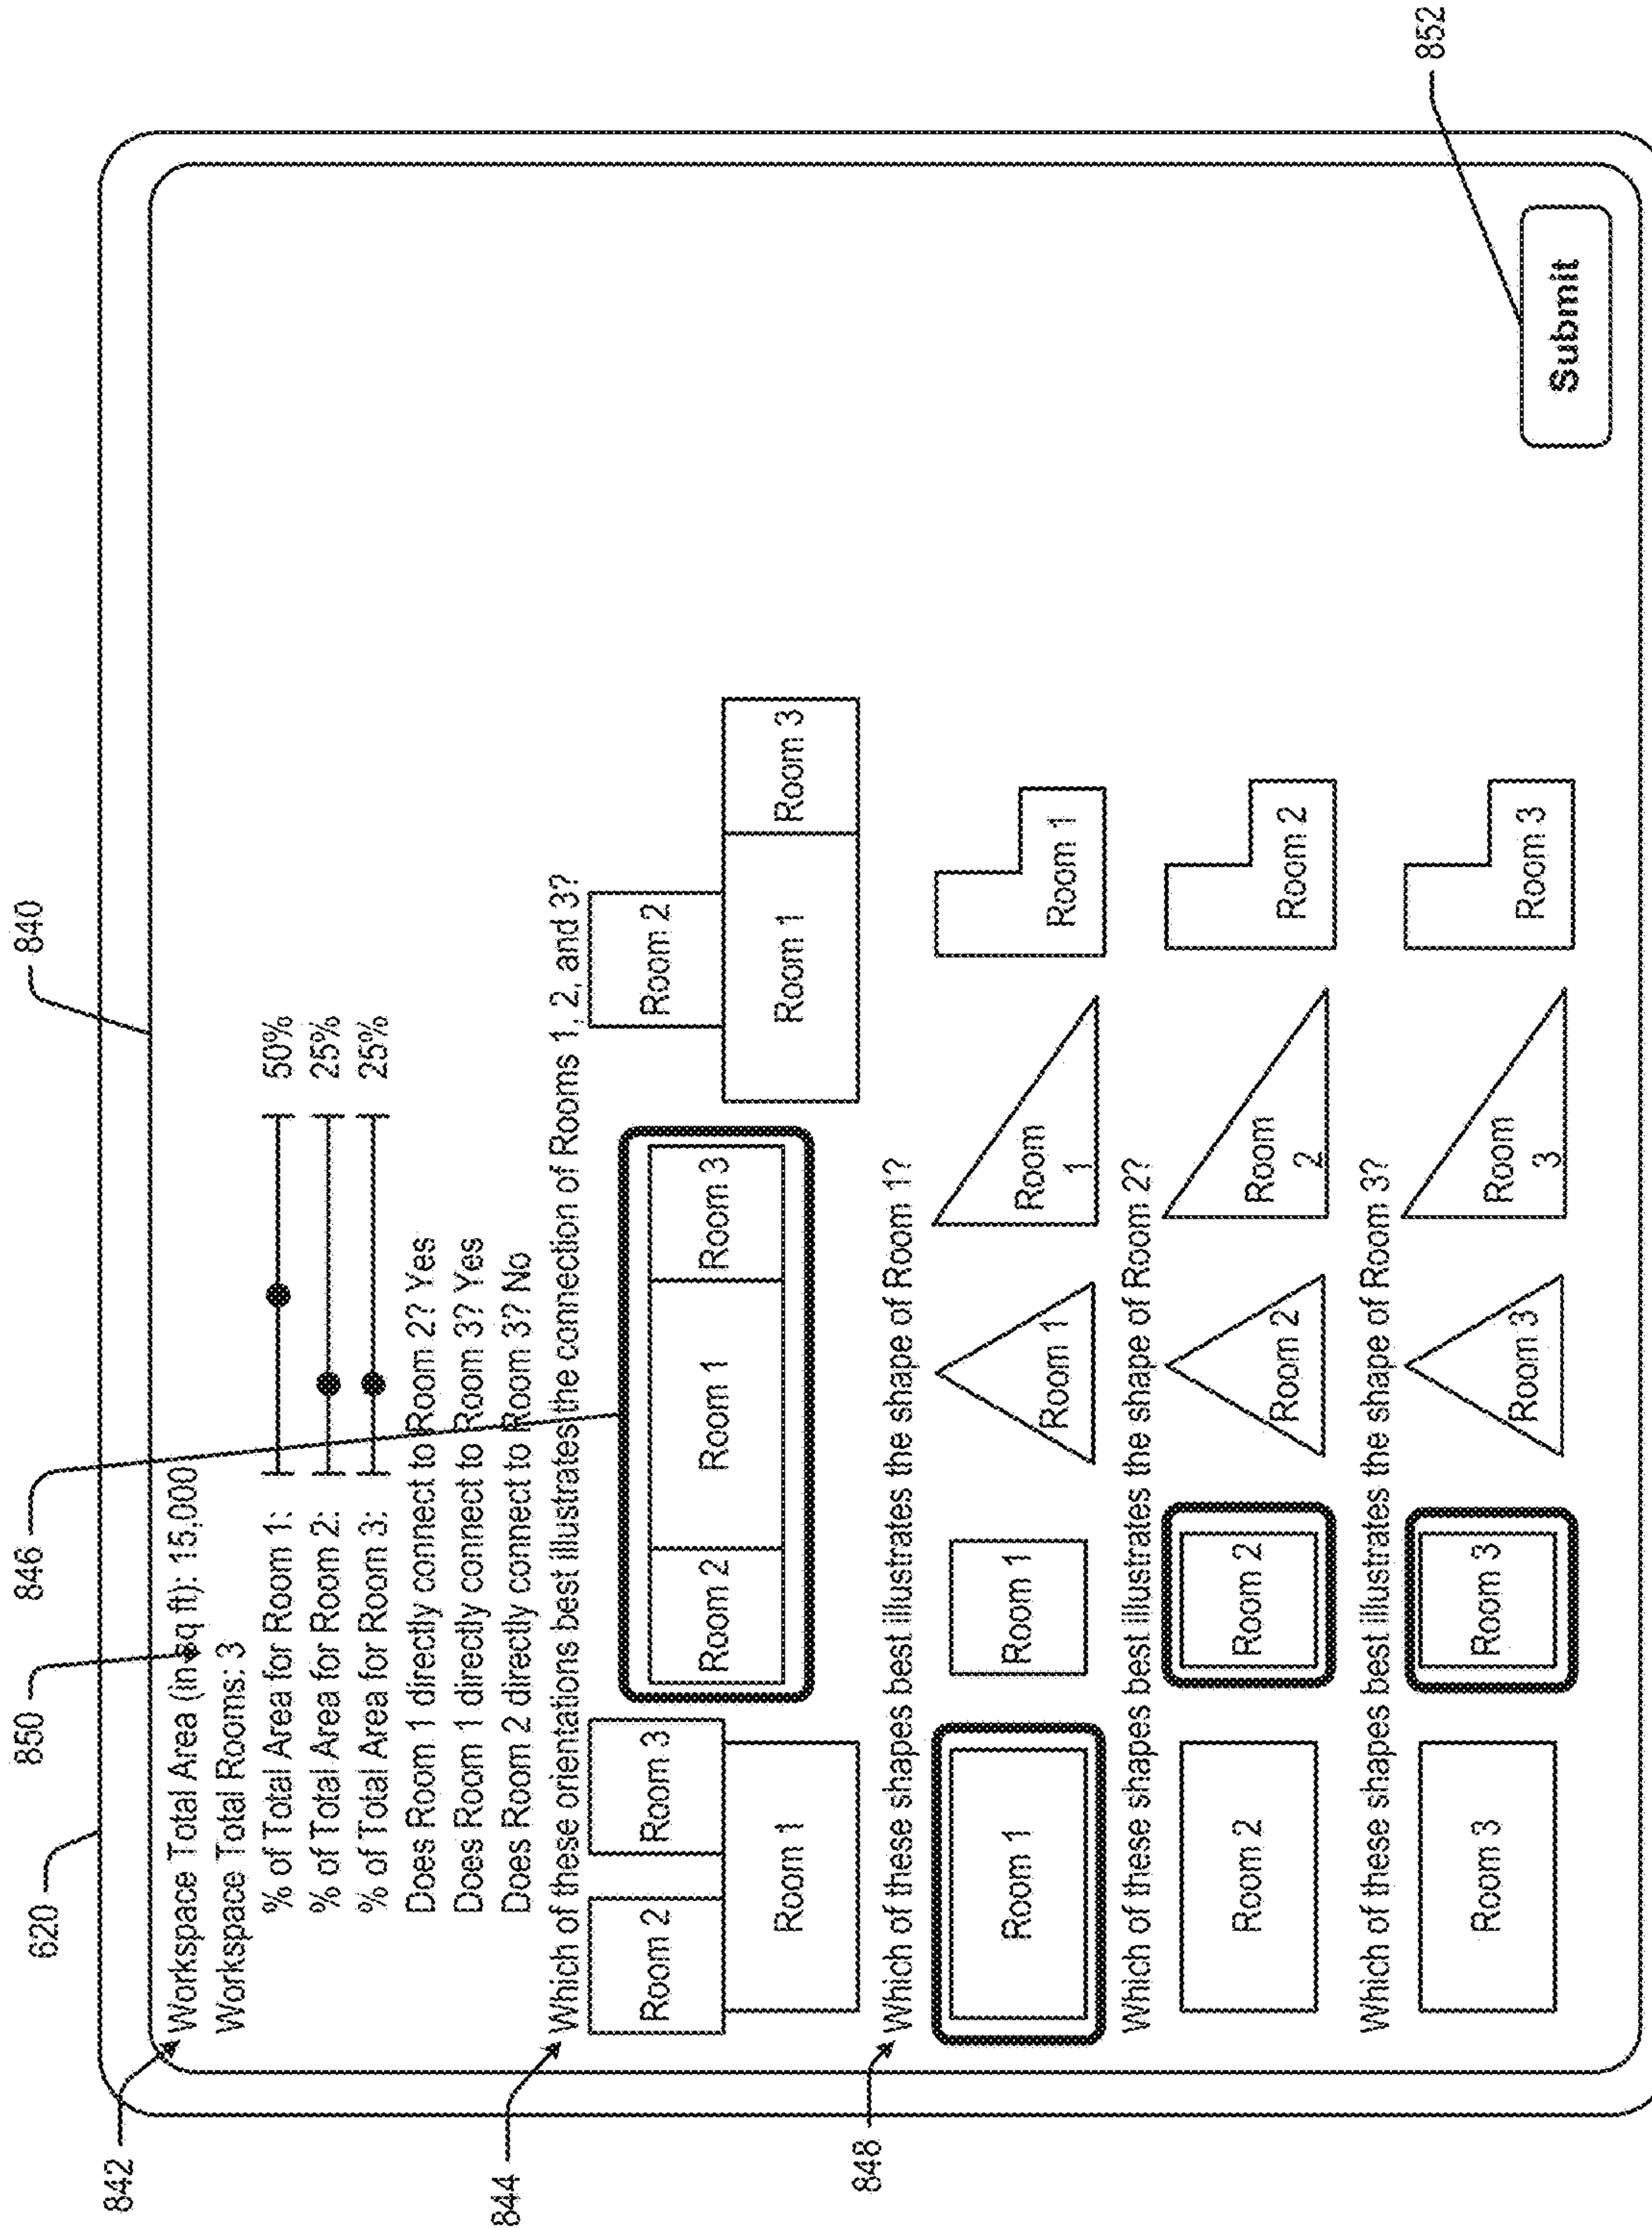 620
850
846
840
842
Workspace Total Area (in sq ft): 15,000
Workspace Total Rooms: 3
% of Total Area for Room 1: 50%
% of Total Area for Room 2: 25%
% of Total Area for Room 3: 25%
Does Room 1 directly connect to Room 2? Yes
Does Room 1 directly connect to Room 3? Yes
Does Room 2 directly connect to Room 3? No
844
Which of these orientations best illustrates the connection of Rooms 1, 2, and 3?
Room 2 Room 3
Room 1
Room 2 Room 1 Room 3
Room 2
Room 1 Room 3
848
Which of these shapes best illustrates the shape of Room 1?
Room 1
Room 1
Room 1
Room
1
Room 1
Which of these shapes best illustrates the shape of Room 2?
Room 2
Room 2
Room 2
Room
2
Room 2
Which of these shapes best illustrates the shape of Room 3?
Room 3
Room 3
Room 3
Room
3
Room 3
Submit
852